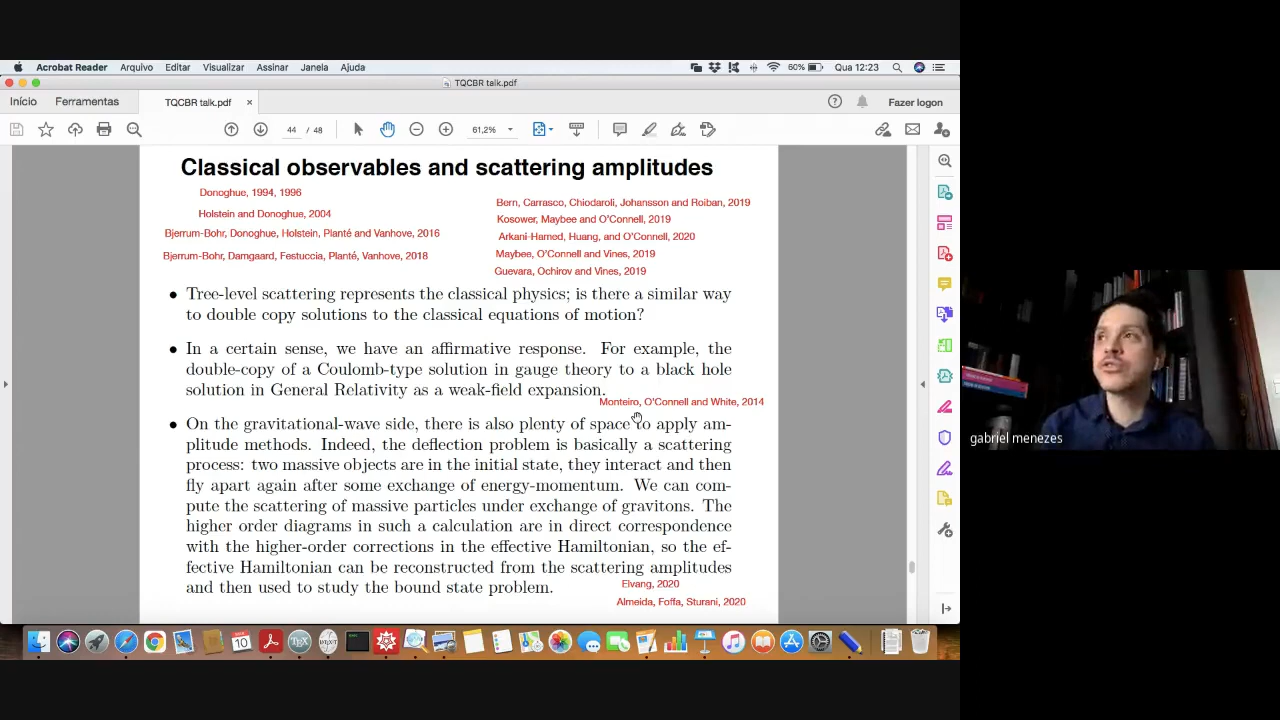 Acrobat Reader Arquivo Editar Visualizar Assinar Janela Ajuda 60% Qua 12:23
TQCBR talk.pdf
Início Ferramentas TQCBR talk.pdf × Fazer logon
44 / 48 61,2%
Classical observables and scattering amplitudes
Donoghue, 1994, 1996
Holstein and Donoghue, 2004
Bjerrum-Bohr, Donoghue, Holstein, Planté and Vanhove, 2016
Bjerrum-Bohr, Damgaard, Festuccia, Planté, Vanhove, 2018
Bern, Carrasco, Chiodaroli, Johansson and Roiban, 2019
Kosower, Maybee and O'Connell, 2019
Arkani-Hamed, Huang, and O'Connell, 2020
Maybee, O'Connell and Vines, 2019
Guevara, Ochirov and Vines, 2019
• Tree-level scattering represents the classical physics; is there a similar way
to double copy solutions to the classical equations of motion?
• In a certain sense, we have an affirmative response. For example, the
double-copy of a Coulomb-type solution in gauge theory to a black hole
solution in General Relativity as a weak-field expansion.
Monteiro, O'Connell and White, 2014
• On the gravitational-wave side, there is also plenty of space to apply am-
plitude methods. Indeed, the deflection problem is basically a scattering
process: two massive objects are in the initial state, they interact and then
fly apart again after some exchange of energy-momentum. We can com-
pute the scattering of massive particles under exchange of gravitons. The
higher order diagrams in such a calculation are in direct correspondence
with the higher-order corrections in the effective Hamiltonian, so the ef-
fective Hamiltonian can be reconstructed from the scattering amplitudes
and then used to study the bound state problem.
Elvang, 2020
Almeida, Foffa, Sturani, 2020
gabriel menezes